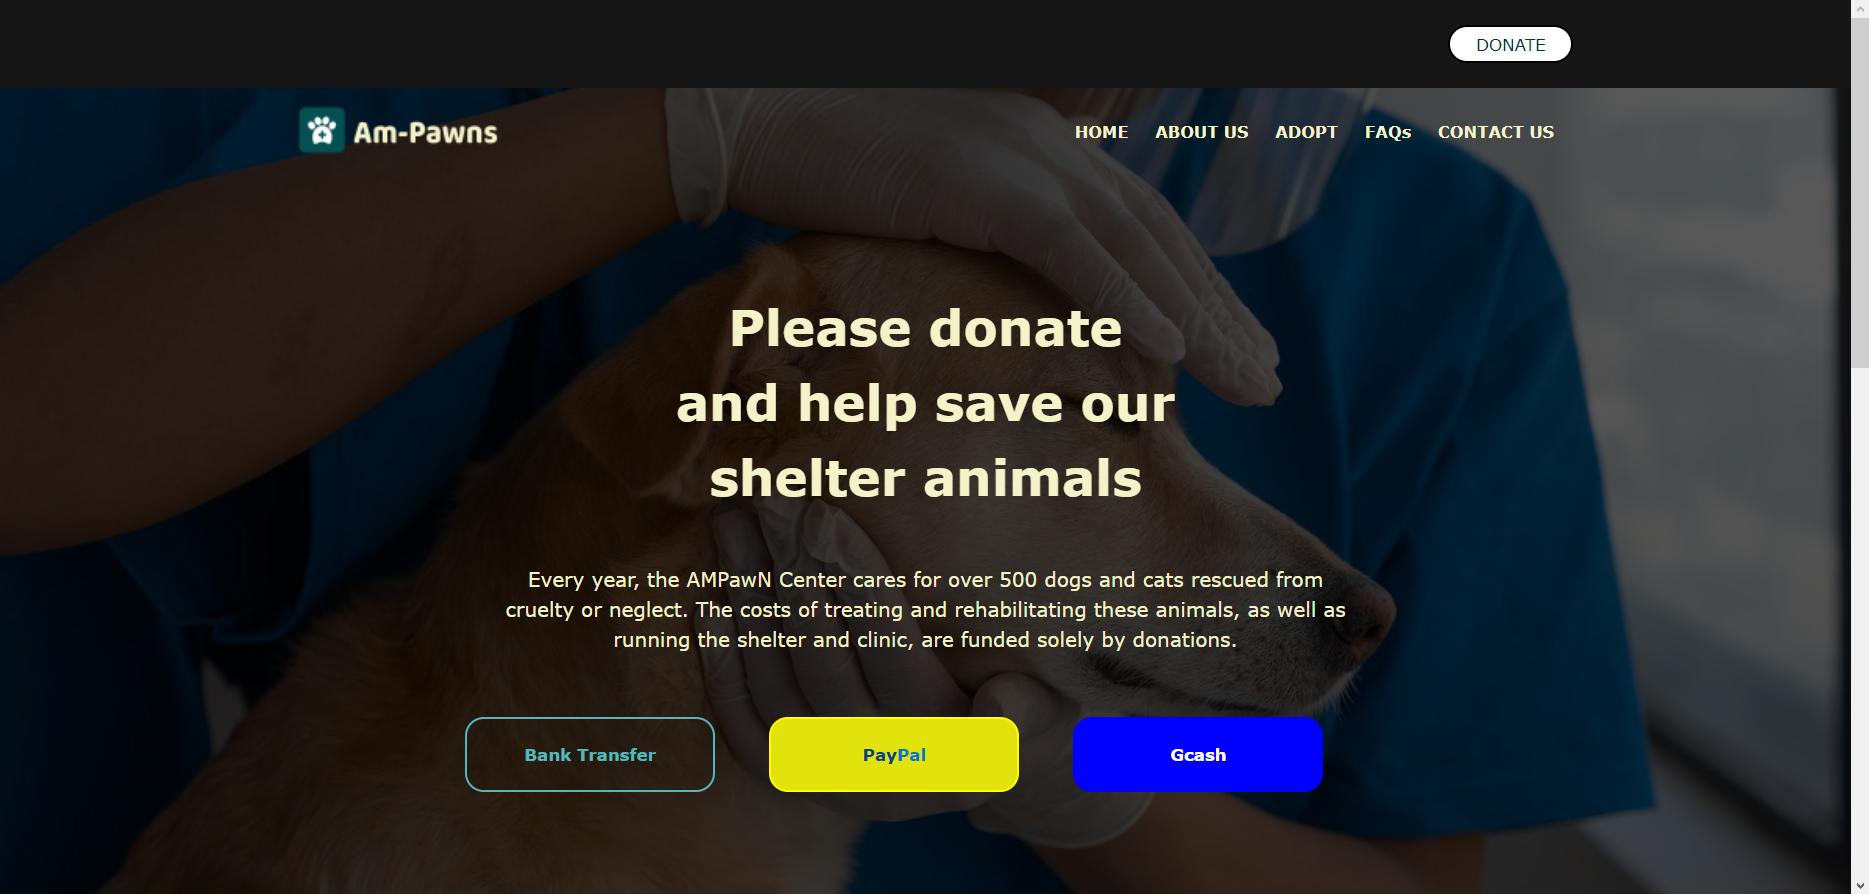 DONATE
Am-Pawns
HOME ABOUT US ADOPT FAQs CONTACT US
Please donate
and help save our
shelter animals
Every year, the AMPawN Center cares for over 500 dogs and cats rescued from
cruelty or neglect. The costs of treating and rehabilitating these animals, as well as
running the shelter and clinic, are funded solely by donations.
Bank Transfer PayPal Gcash